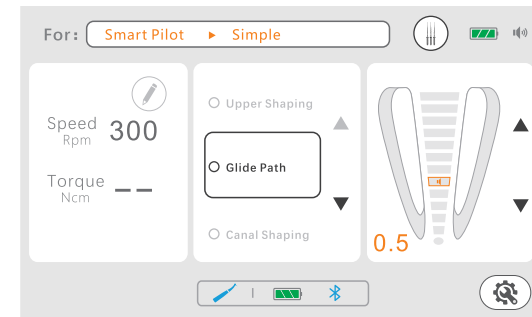 For: Smart Pilot ▸ Simple
Speed 300
Rpm
Torque --
Ncm
Upper Shaping
Glide Path
Canal Shaping
0.5